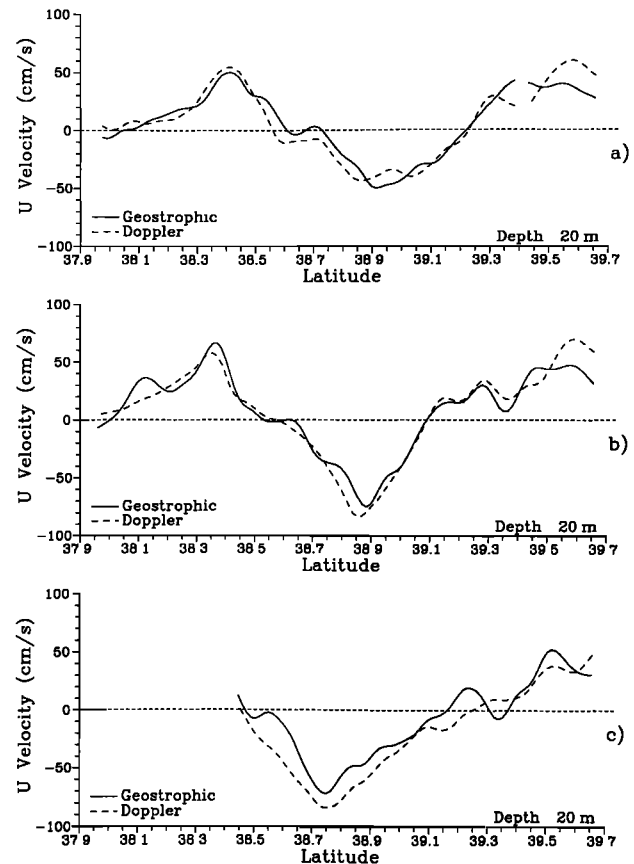 100
50
0
−50
−100
U Velocity (cm/s)
Geostrophic
Doppler
Depth 20 m
a)
37.9 38 1 38.3 38.5 38.7 38.9 39.1 39.3 39.5 39.7
Latitude
100
50
0
−50
−100
U Velocity (cm/s)
Geostrophic
Doppler
Depth 20 m
b)
37 9 38 1 38 3 38.5 38.7 38 9 39.1 39.3 39 5 39 7
Latitude
100
50
0
−50
−100
U Velocity (cm/s)
Geostrophic
Doppler
Depth 20 m
c)
37.9 38 1 38.3 38.5 38.7 38.9 39.1 39.3 39.5 39 7
Latitude